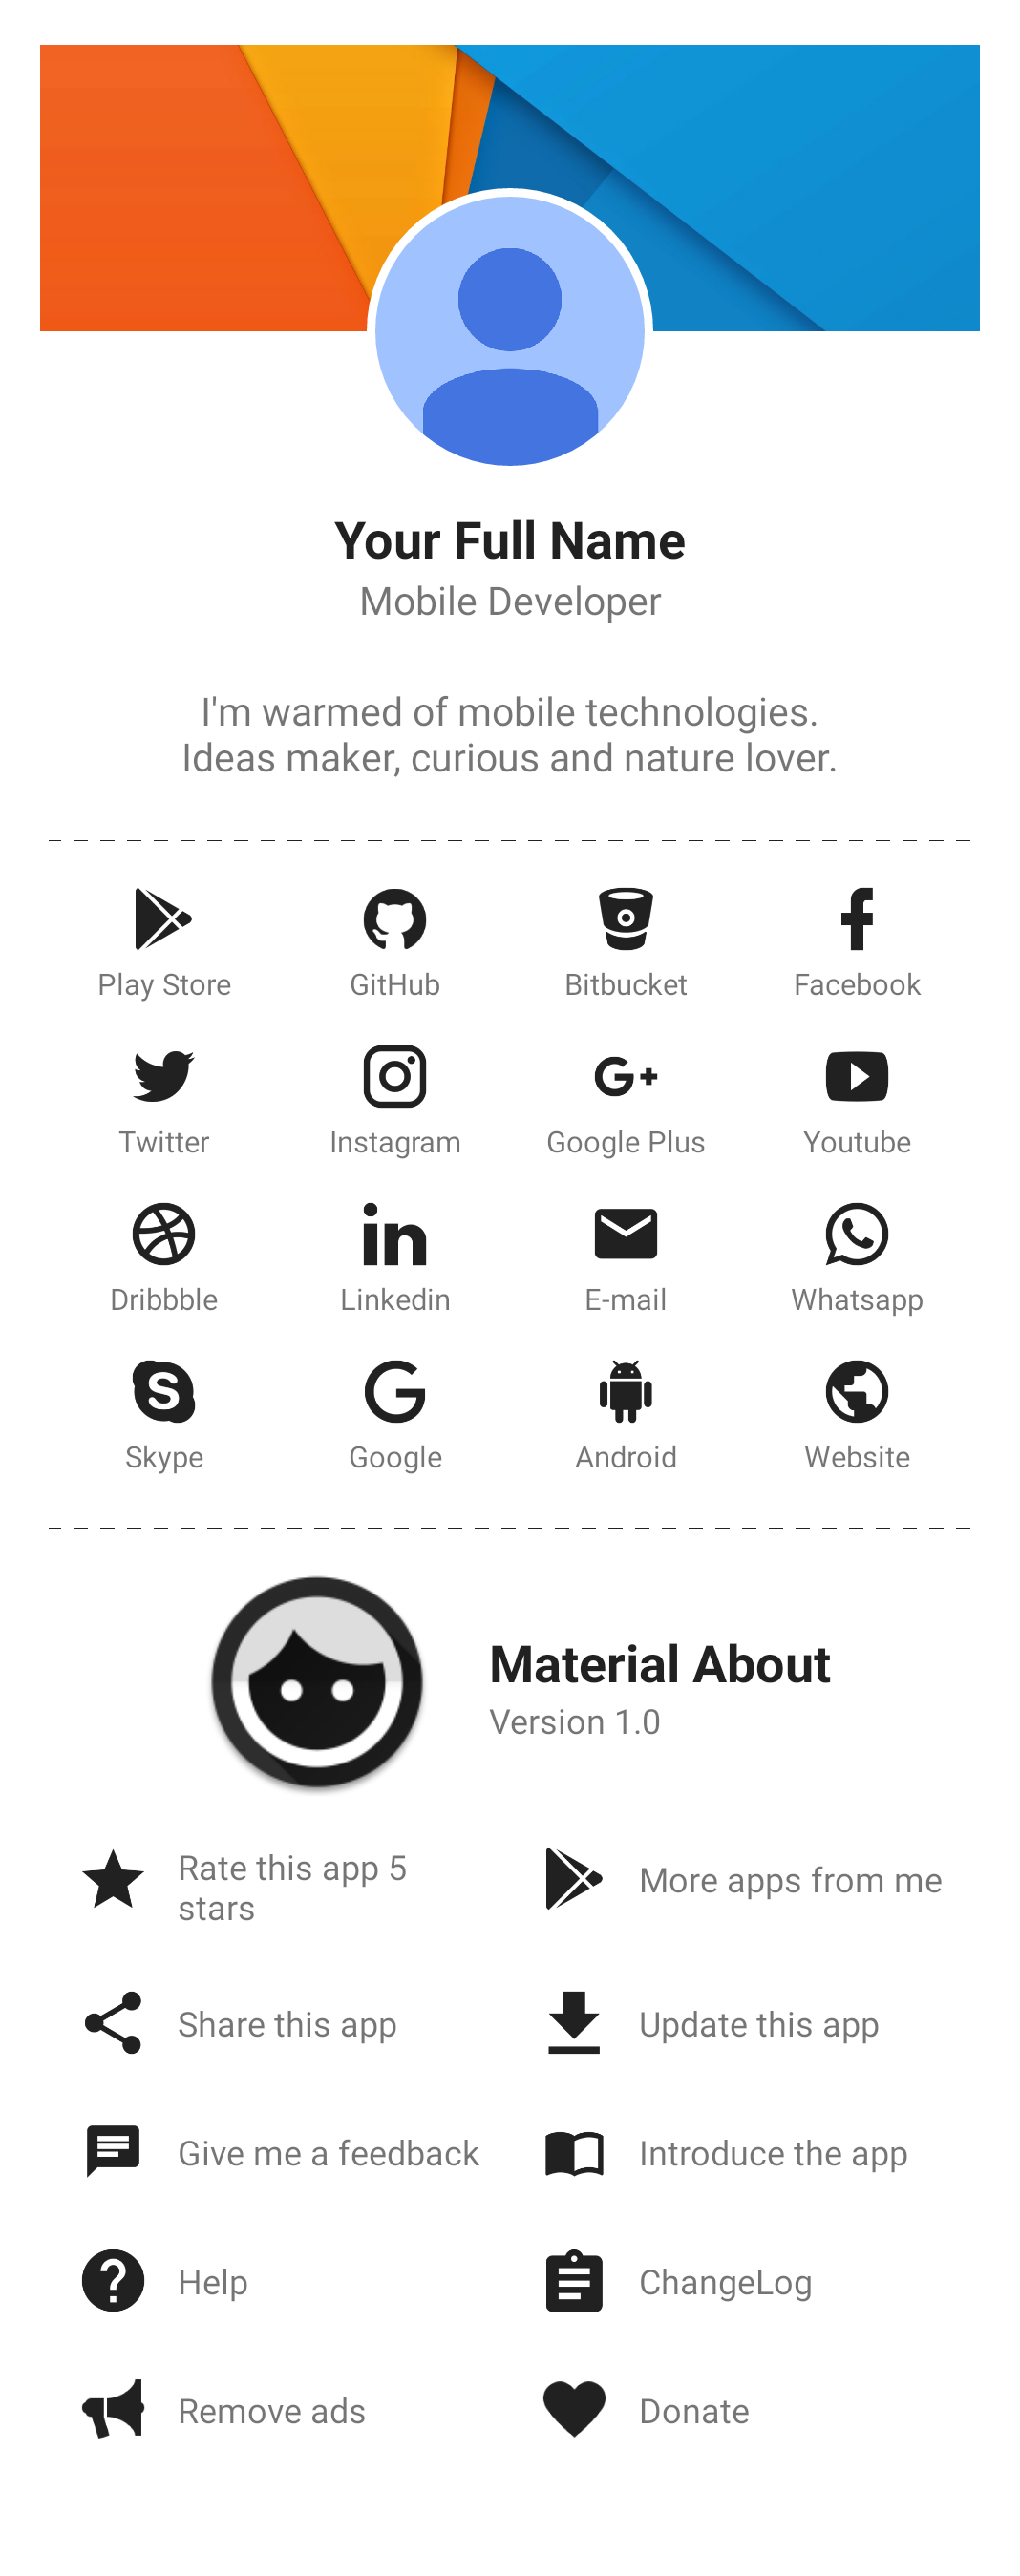 Your Full Name
Mobile Developer
I'm warmed of mobile technologies.
Ideas maker, curious and nature lover.
Play Store
GitHub
Bitbucket
Facebook
Twitter
Instagram
Google Plus
Youtube
Dribbble
Linkedin
E-mail
Whatsapp
Skype
Google
Android
Website
Material About
Version 1.0
Rate this app 5
stars
More apps from me
Share this app
Update this app
Give me a feedback
Introduce the app
Help
ChangeLog
Remove ads
Donate